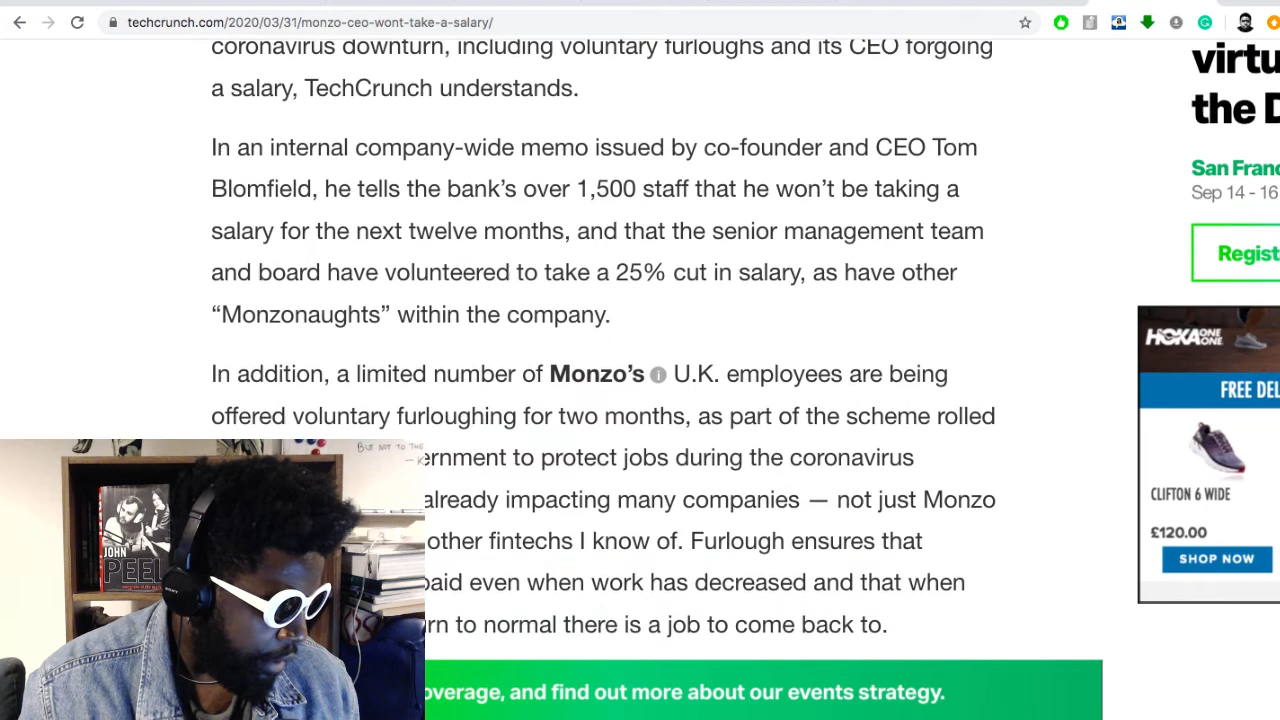 techcrunch.com/2020/03/31/monzo-ceo-wont-take-a-salary/
coronavirus downturn, including voluntary furloughs and its CEO forgoing
a salary, TechCrunch understands.
In an internal company-wide memo issued by co-founder and CEO Tom
Blomfield, he tells the bank’s over 1,500 staff that he won’t be taking a
salary for the next twelve months, and that the senior management team
and board have volunteered to take a 25% cut in salary, as have other
“Monzonaughts” within the company.
In addition, a limited number of Monzo’s U.K. employees are being
offered voluntary furloughing for two months, as part of the scheme rolled
ernment to protect jobs during the coronavirus
already impacting many companies — not just Monzo
other fintechs I know of. Furlough ensures that
paid even when work has decreased and that when
rn to normal there is a job to come back to.
overage, and find out more about our events strategy.
virtu
the D
San Franc
Sep 14 - 16
Regist
HOKA ONE ONE
FREE DEL
CLIFTON 6 WIDE
£120.00
SHOP NOW
BUT NOT TO THE
JOHN
PEEL
SONY